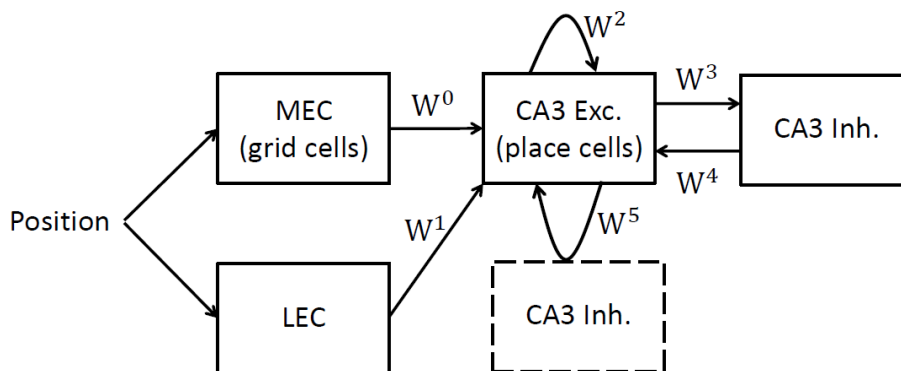 W²
MEC
(grid cells)
W⁰
CA3 Exc.
(place cells)
W³
CA3 Inh.
W⁴
Position
W¹
W⁵
LEC
CA3 Inh.